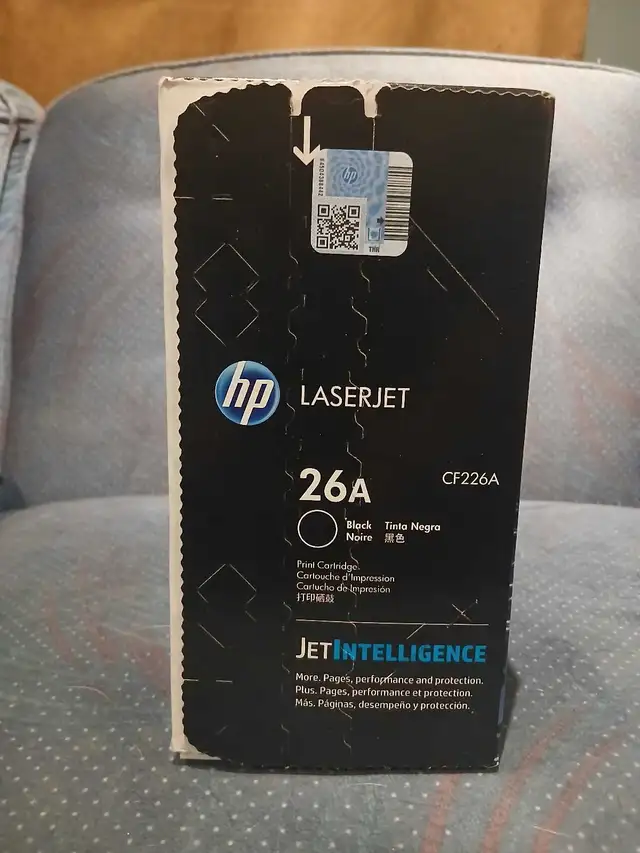 hp
hp
LASERJET
26A
CF226A
Black Tinta Negra
Noire 黑色
Print Cartridge
Cartouche d'Impression
Cartucho de Impresión
打印硒鼓
JETINTELLIGENCE
More. Pages, performance and protection.
Plus. Pages, performance et protection.
Más. Páginas, desempeño y protección.